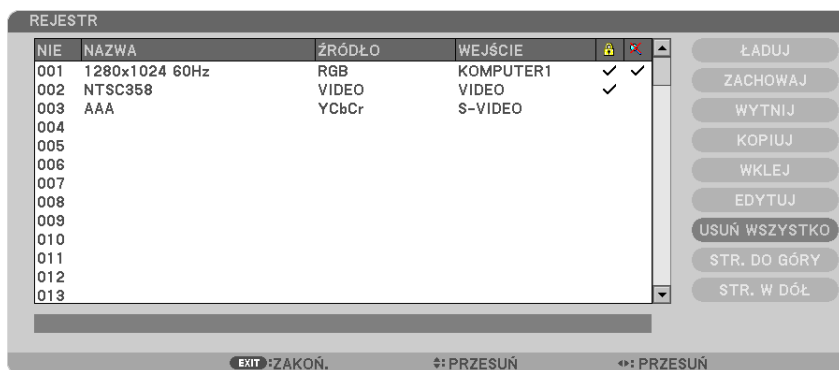 REJESTR
NIE NAZWA ŹRÓDŁO WEJŚCIE
001 1280x1024 60Hz RGB KOMPUTER1 ✓ ✓
002 NTSC358 VIDEO VIDEO ✓
003 AAA YCbCr S-VIDEO
004
005
006
007
008
009
010
011
012
013
ŁADUJ
ZACHOWAJ
WYTNIJ
KOPIUJ
WKLEJ
EDYTUJ
USUŃ WSZYSTKO
STR. DO GÓRY
STR. W DÓŁ
EXIT :ZAKOŃ. :PRZESUŃ :PRZESUŃ